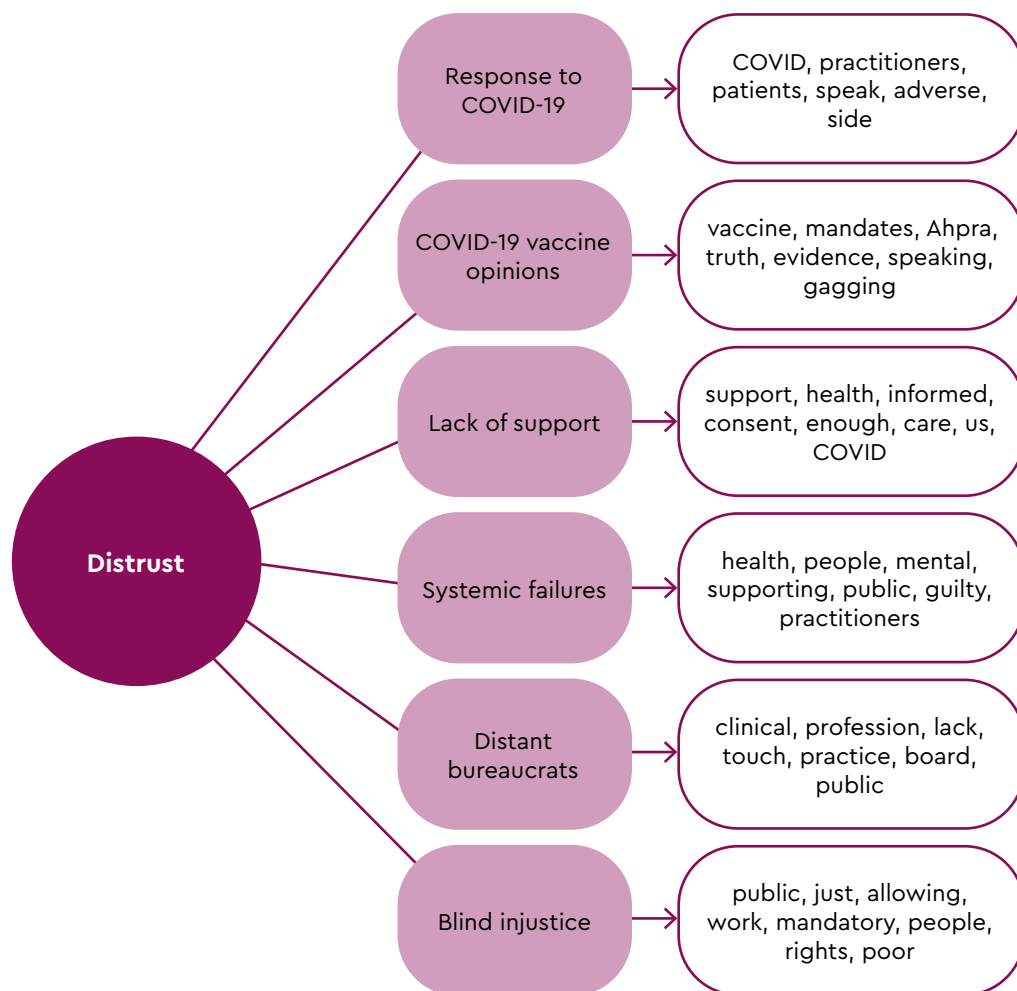 Response to
COVID-19
COVID, practitioners,
patients, speak, adverse,
side
COVID-19 vaccine
opinions
vaccine, mandates, Ahpra,
truth, evidence, speaking,
gagging
Lack of support
support, health, informed,
consent, enough, care, us,
COVID
Distrust
Systemic failures
health, people, mental,
supporting, public, guilty,
practitioners
Distant
bureaucrats
clinical, profession, lack,
touch, practice, board,
public
Blind injustice
public, just, allowing,
work, mandatory, people,
rights, poor